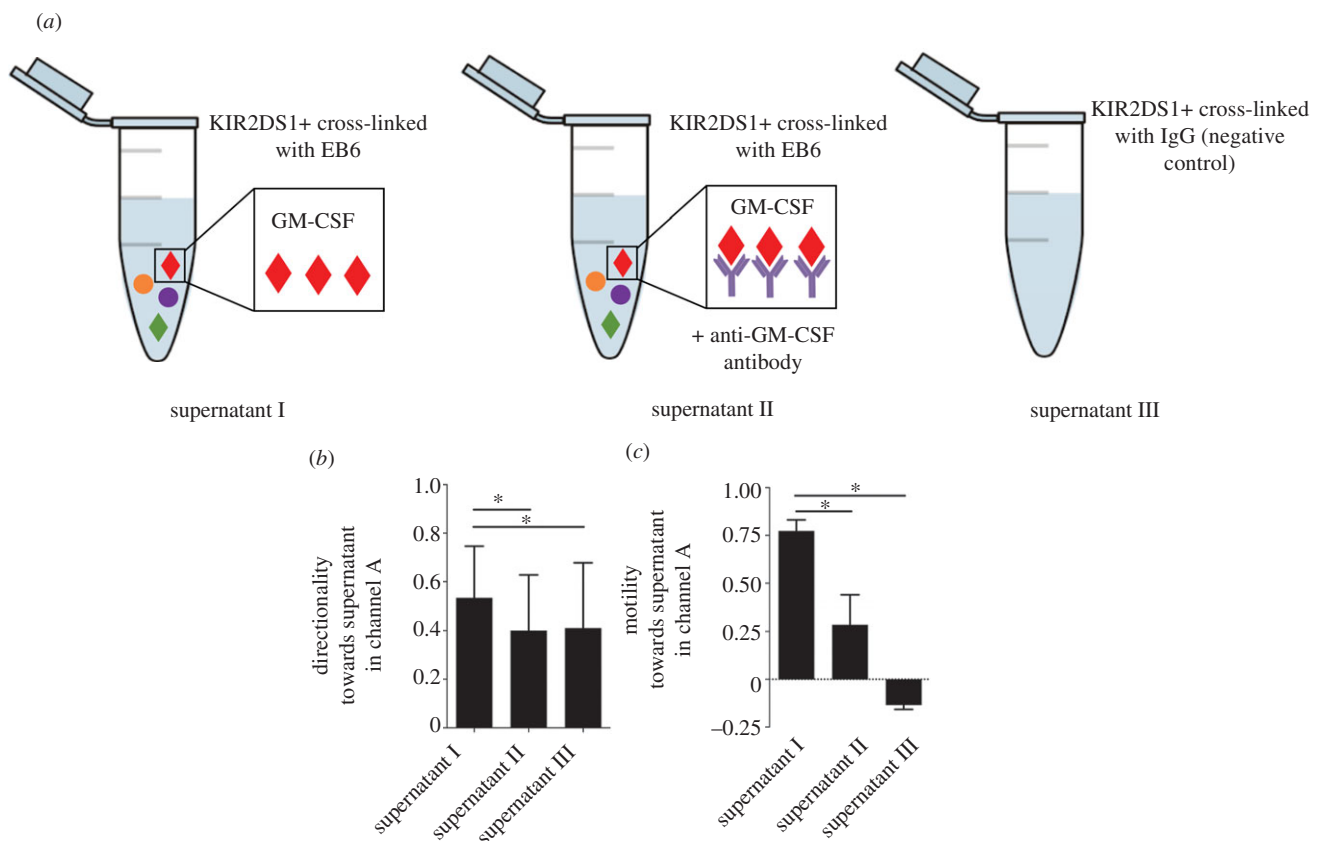 (a)
KIR2DS1+ cross-linked
with EB6
GM-CSF
supernatant I
KIR2DS1+ cross-linked
with EB6
GM-CSF
+ anti-GM-CSF
antibody
supernatant II
KIR2DS1+ cross-linked
with IgG (negative
control)
supernatant III
(b)
directionality
towards supernatant
in channel A
1.0
0.8
0.6
0.4
0.2
0
*
*
supernatant I
supernatant II
supernatant III
(c)
motility
towards supernatant
in channel A
1.00
0.75
0.50
0.25
0
–0.25
*
*
supernatant I
supernatant II
supernatant III